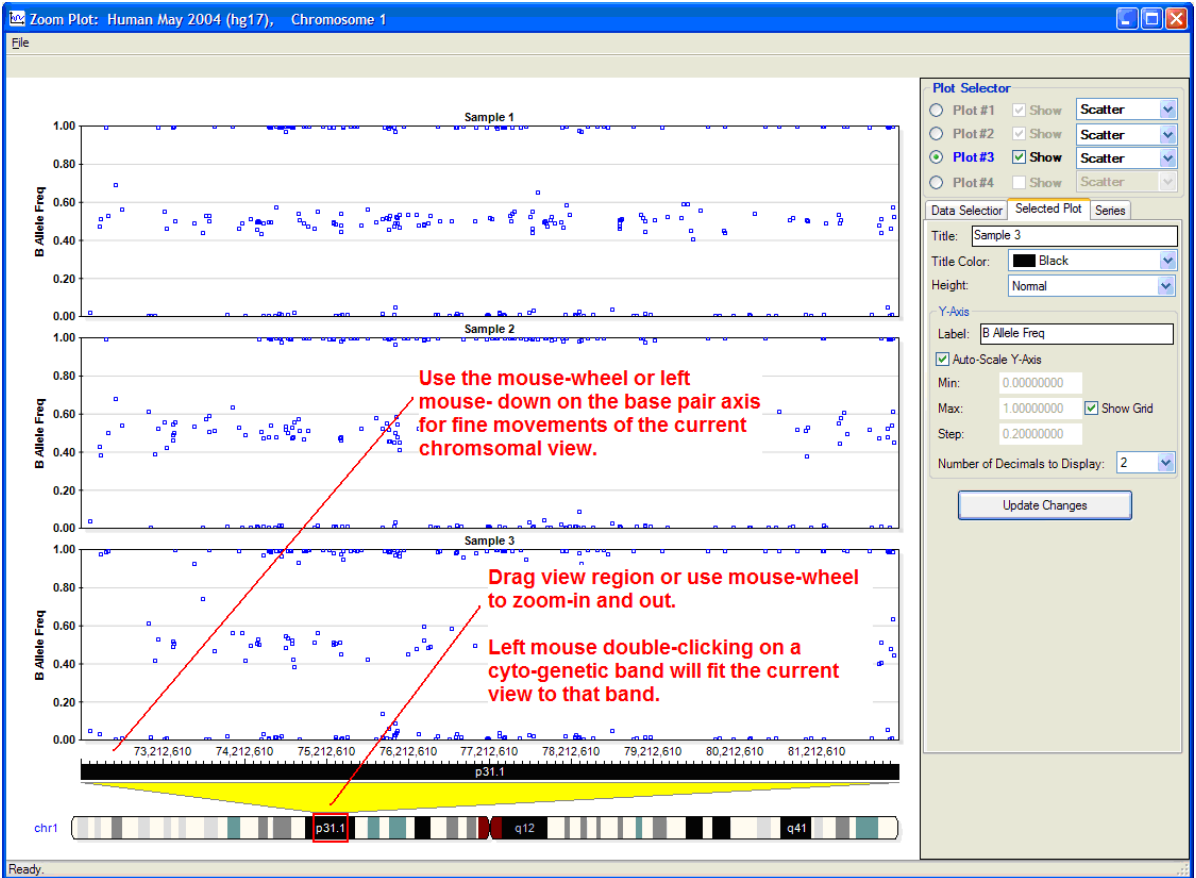 Zoom Plot: Human May 2004 (hg17), Chromosome 1
File
Sample 1
1.00
0.80
0.60
0.40
0.20
0.00
B Allele Freq
Sample 2
1.00
0.80
0.60
0.40
0.20
0.00
B Allele Freq
Use the mouse-wheel or left
mouse- down on the base pair axis
for fine movements of the current
chromsomal view.
Sample 3
1.00
0.80
0.60
0.40
0.20
0.00
B Allele Freq
Drag view region or use mouse-wheel
to zoom-in and out.
Left mouse double-clicking on a
cyto-genetic band will fit the current
view to that band.
73,212,610 74,212,610 75,212,610 76,212,610 77,212,610 78,212,610 79,212,610 80,212,610 81,212,610
p31.1
chr1 p31.1 q12 q41
Plot Selector
Plot #1 Show Scatter
Plot #2 Show Scatter
Plot #3 Show Scatter
Plot #4 Show Scatter
Data Selection Selected Plot Series
Title: Sample 3
Title Color: Black
Height: Normal
Y-Axis
Label: B Allele Freq
Auto-Scale Y-Axis
Min: 0.00000000
Max: 1.00000000 Show Grid
Step: 0.20000000
Number of Decimals to Display: 2
Update Changes
Ready.